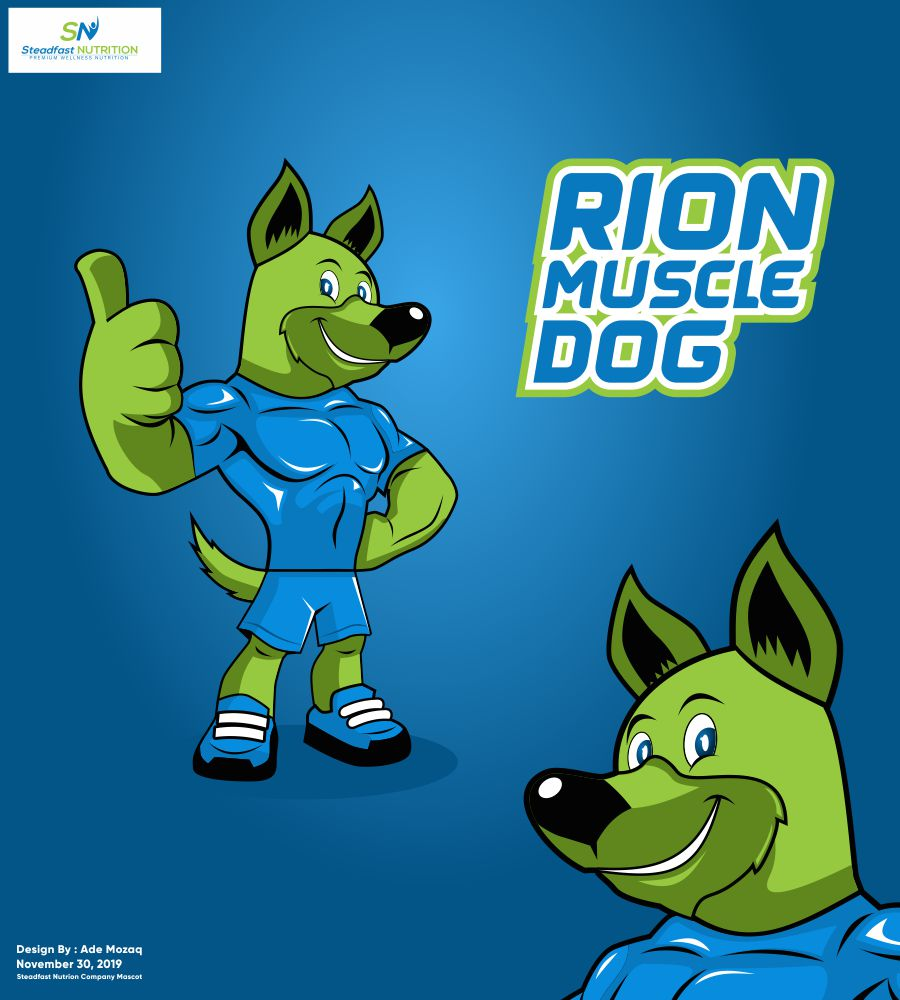 SN
Steadfast NUTRITION
PREMIUM WELLNESS NUTRITION
RION
MUSCLE
DOG
Design By : Ade Mozaq
November 30, 2019
Steadfast Nutrion Company Mascot